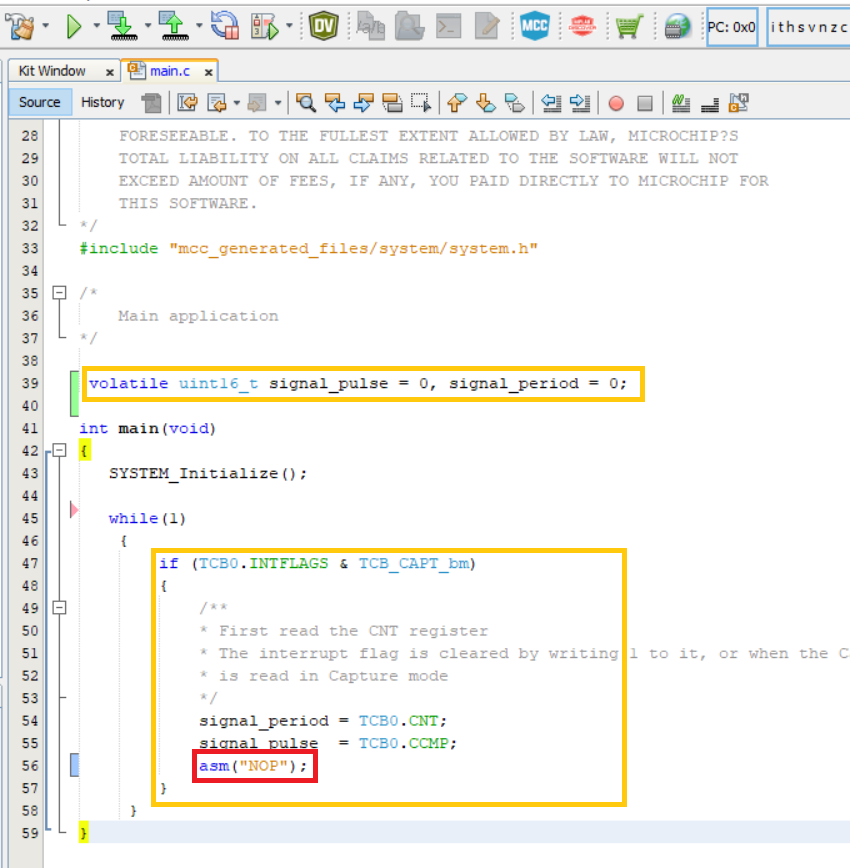 DV
MCC
PC: 0x0
ithsvnzc
Kit Window x main.c x
Source History
28 FORESEEABLE. TO THE FULLEST EXTENT ALLOWED BY LAW, MICROCHIP?S
29 TOTAL LIABILITY ON ALL CLAIMS RELATED TO THE SOFTWARE WILL NOT
30 EXCEED AMOUNT OF FEES, IF ANY, YOU PAID DIRECTLY TO MICROCHIP FOR
31 THIS SOFTWARE.
32 */
33 #include "mcc_generated_files/system/system.h"
34
35 /*
36 Main application
37 */
38
39 volatile uint16_t signal_pulse = 0, signal_period = 0;
40
41 int main(void)
42 {
43 SYSTEM_Initialize();
44
45 while(1)
46 {
47 if (TCB0.INTFLAGS & TCB_CAPT_bm)
48 {
49 /**
50 * First read the CNT register
51 * The interrupt flag is cleared by writing 1 to it, or when the C
52 * is read in Capture mode
53 */
54 signal_period = TCB0.CNT;
55 signal_pulse = TCB0.CCMP;
56 asm("NOP");
57 }
58 }
59 }